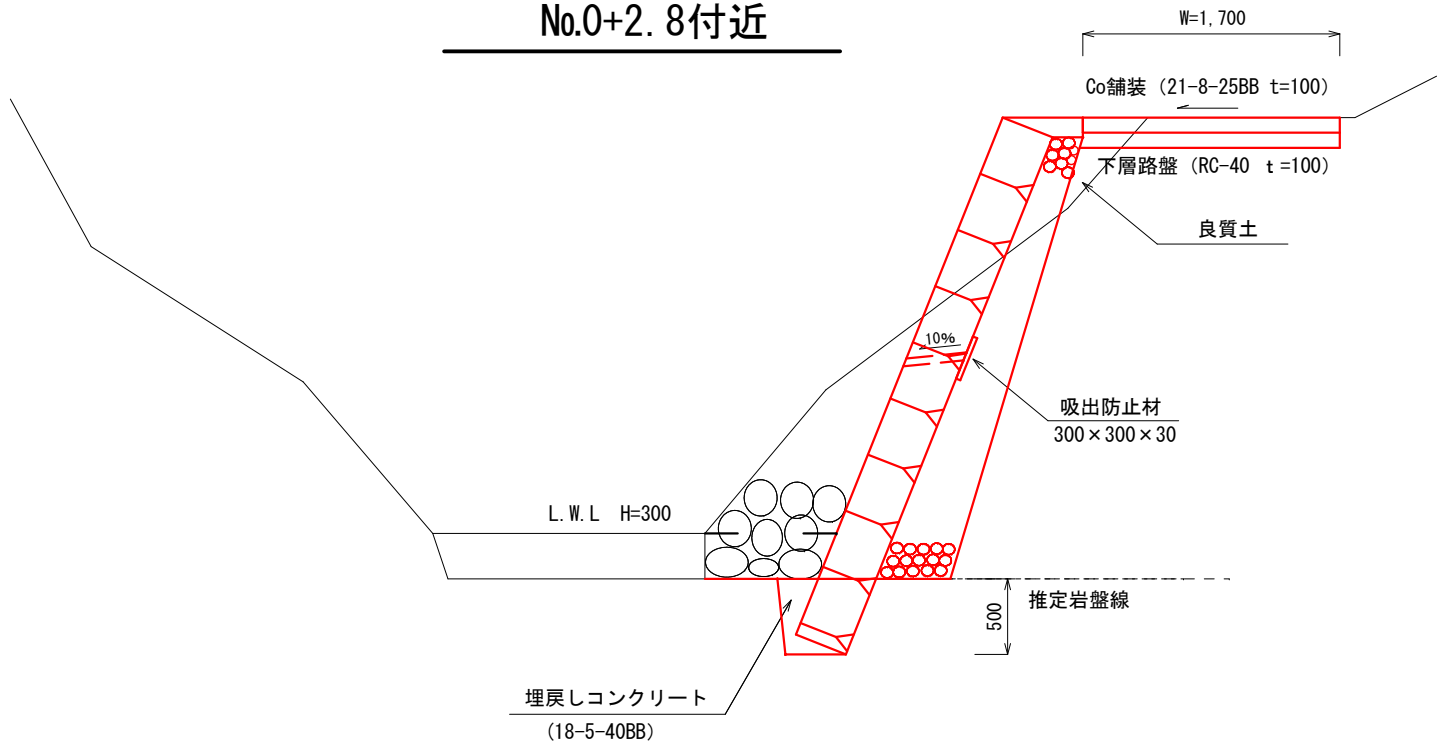 No.0+2.8付近
W=1,700
Co舗装 (21-8-25BB t=100)
下層路盤 (RC-40 t=100)
良質土
10%
吸出防止材
300×300×30
L.W.L H=300
推定岩盤線
500
埋戻しコンクリート
(18-5-40BB)